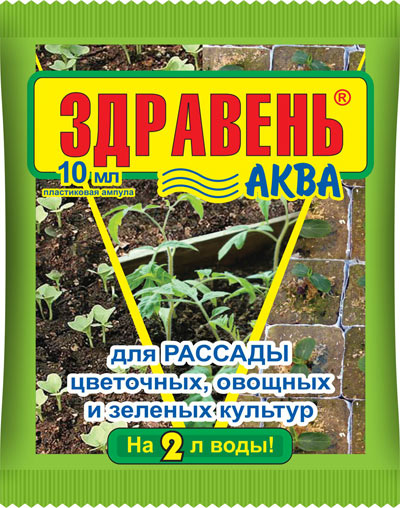 ЗДРАВЕНЬ®
10 мл
пластиковая ампула
АКВА
для РАССАДЫ
цветочных, овощных
и зеленых культур
На 2 л воды!